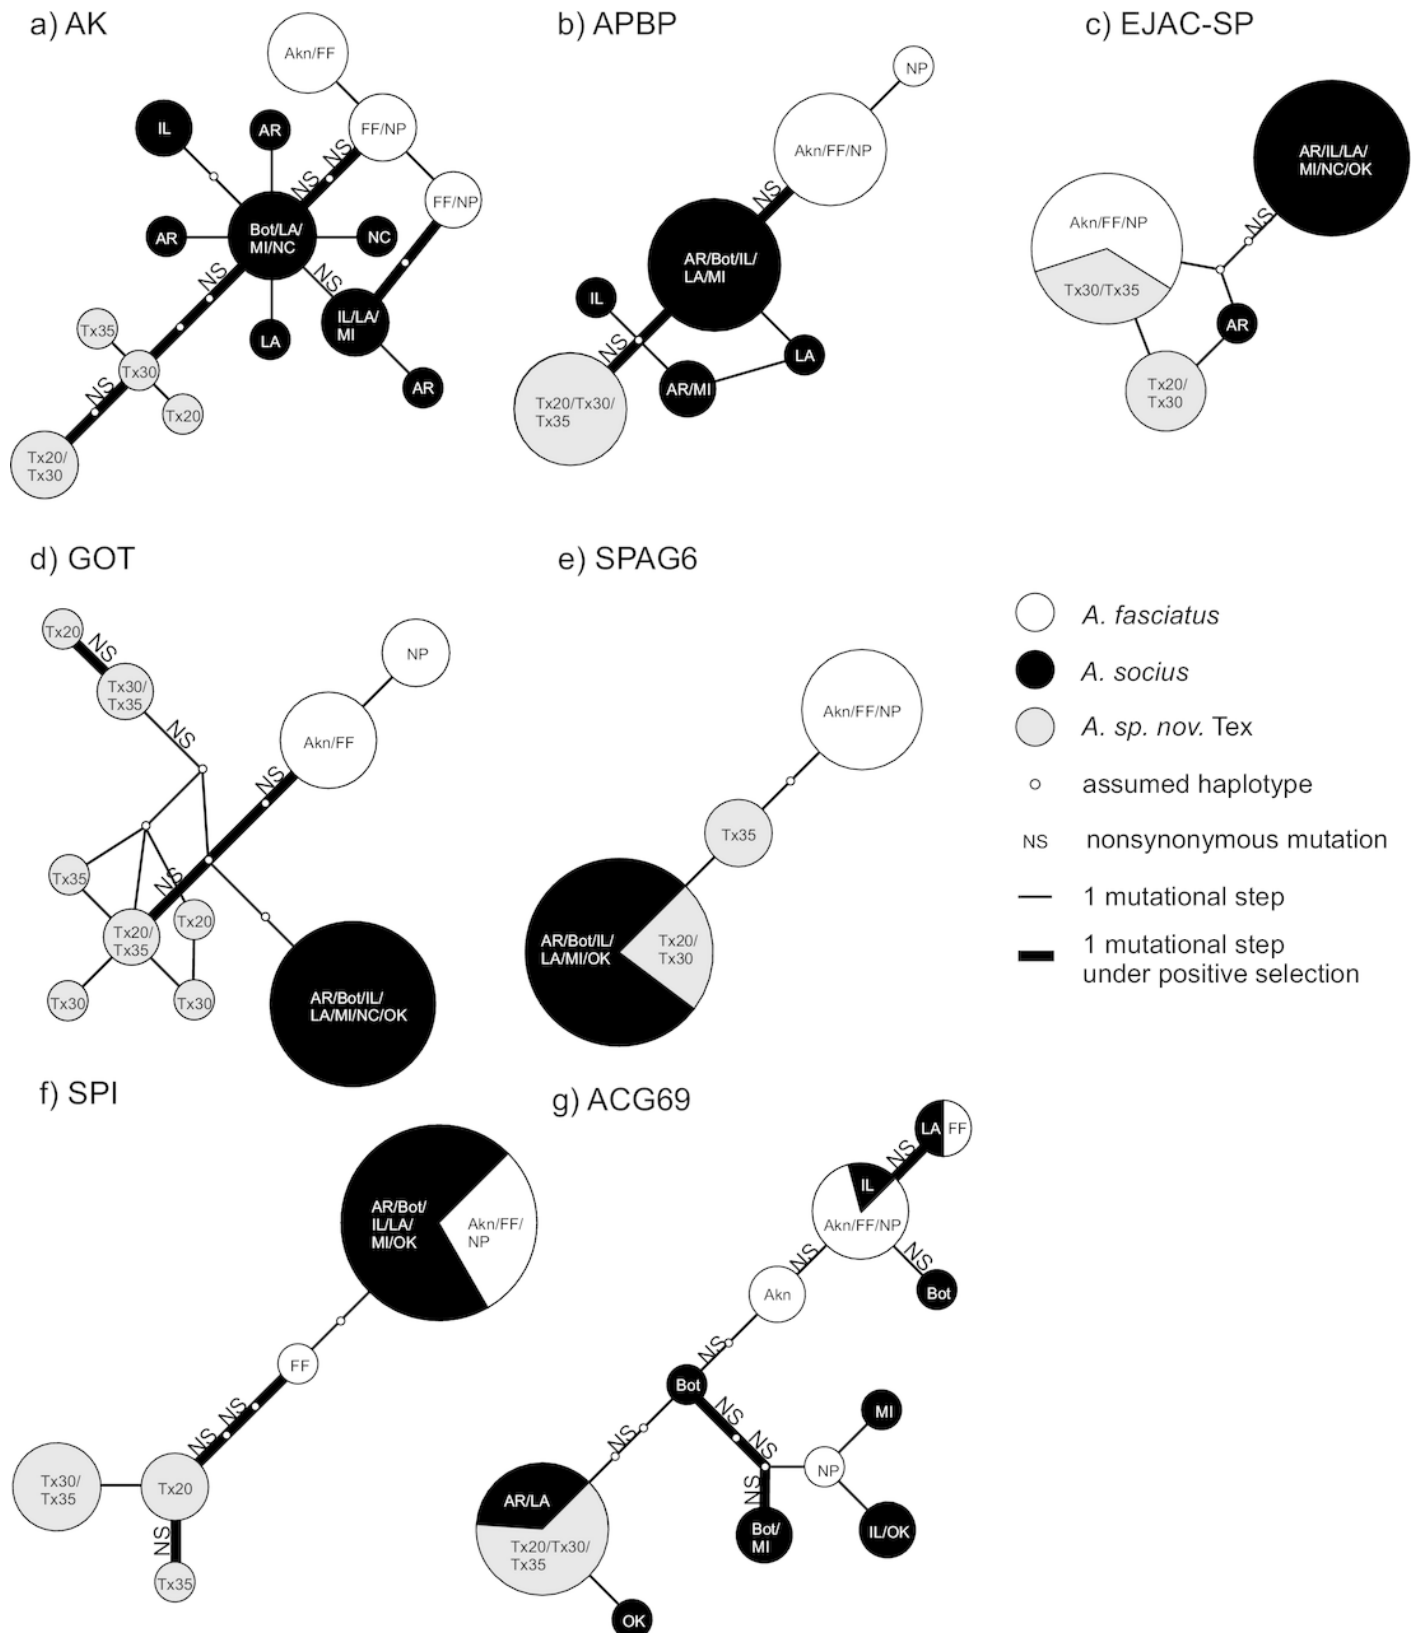 a) AK
Akn/FF
IL
AR
FF/NP
NS
NS
FF/NP
AR
Bot/LA/
MI/NC
NC
NS
NS
IL/LA/
MI
LA
AR
Tx35
Tx30
NS
Tx20
Tx20/
Tx30
b) APBP
NP
Akn/FF/NP
NS
AR/Bot/IL/
LA/MI
IL
NS
LA
AR/MI
Tx20/Tx30/
Tx35
c) EJAC-SP
AR/IL/LA/
MI/NC/OK
Akn/FF/NP
NS
Tx30/Tx35
AR
Tx20/
Tx30
d) GOT
Tx20
NS
Tx30/
Tx35
NS
NP
Akn/FF
NS
Tx35
NS
Tx20/
Tx35
Tx20
Tx30
Tx30
AR/Bot/IL/
LA/MI/NC/OK
e) SPAG6
Akn/FF/NP
Tx35
AR/Bot/IL/
LA/MI/OK
Tx20/
Tx30
A. fasciatus
A. socius
A. sp. nov. Tex
assumed haplotype
NS nonsynonymous mutation
1 mutational step
1 mutational step
under positive selection
f) SPI
AR/Bot/
IL/LA/
MI/OK
Akn/FF/
NP
FF
NS
NS
Tx30/
Tx35
Tx20
NS
Tx35
g) ACG69
LA
FF
NS
IL
Akn/FF/NP
NS
NS
Bot
Akn
NS
Bot
NS
NS
MI
NP
NS
NS
Bot/
MI
IL/OK
AR/LA
Tx20/Tx30/
Tx35
OK